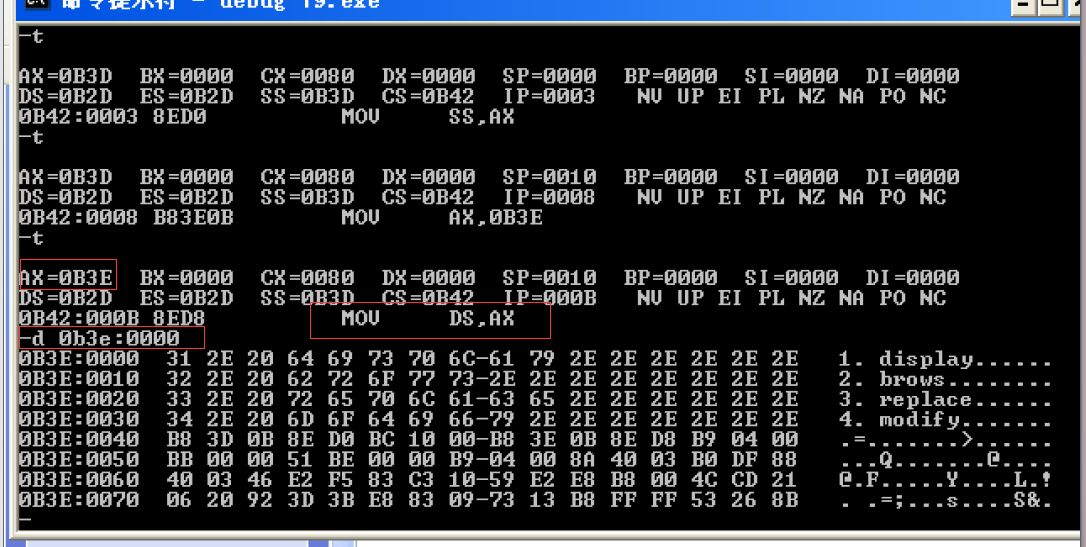 命令提示符 - debug 19.exe
-t
AX=0B3D BX=0000 CX=0080 DX=0000 SP=0000 BP=0000 SI=0000 DI=0000
DS=0B2D ES=0B2D SS=0B3D CS=0B42 IP=0003 NV UP EI PL NZ NA PO NC
0B42:0003 8ED0 MOV SS,AX
-t
AX=0B3D BX=0000 CX=0080 DX=0000 SP=0010 BP=0000 SI=0000 DI=0000
DS=0B2D ES=0B2D SS=0B3D CS=0B42 IP=0008 NV UP EI PL NZ NA PO NC
0B42:0008 B83E0B MOV AX,0B3E
-t
AX=0B3E BX=0000 CX=0080 DX=0000 SP=0010 BP=0000 SI=0000 DI=0000
DS=0B2D ES=0B2D SS=0B3D CS=0B42 IP=000B NV UP EI PL NZ NA PO NC
0B42:000B 8ED8 MOV DS,AX
-d 0b3e:0000
0B3E:0000 31 2E 20 64 69 73 70 6C-61 79 2E 2E 2E 2E 2E 2E 1. display......
0B3E:0010 32 2E 20 62 72 6F 77 73-2E 2E 2E 2E 2E 2E 2E 2E 2. brows........
0B3E:0020 33 2E 20 72 65 70 6C 61-63 65 2E 2E 2E 2E 2E 2E 3. replace......
0B3E:0030 34 2E 20 6D 6F 64 69 66-79 2E 2E 2E 2E 2E 2E 2E 4. modify.......
0B3E:0040 B8 3D 0B 8E D0 BC 10 00-B8 3E 0B 8E D8 B9 04 00 .=.......>......
0B3E:0050 BB 00 00 51 BE 00 00 B9-04 00 8A 40 03 B0 DF 88 ...Q.......@....
0B3E:0060 40 03 46 E2 F5 83 C3 10-59 E2 E8 B8 00 4C CD 21 @.F.....Y....L.!
0B3E:0070 06 20 92 3D 3B E8 83 09-73 13 B8 FF FF 53 26 8B . .=;...s....S&.
-